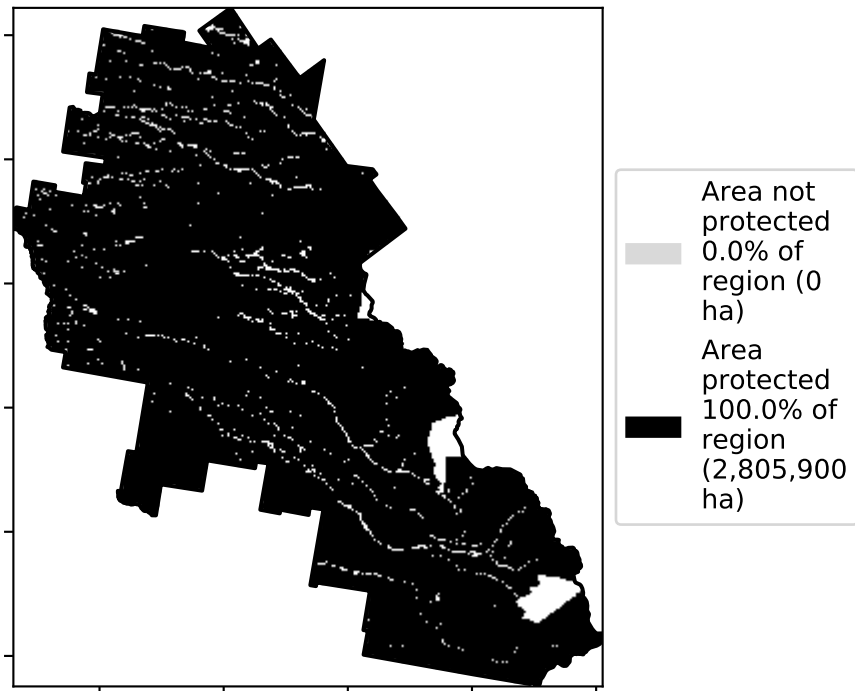 Area not
protected
0.0% of
region (0
ha)
Area
protected
100.0% of
region
(2,805,900
ha)